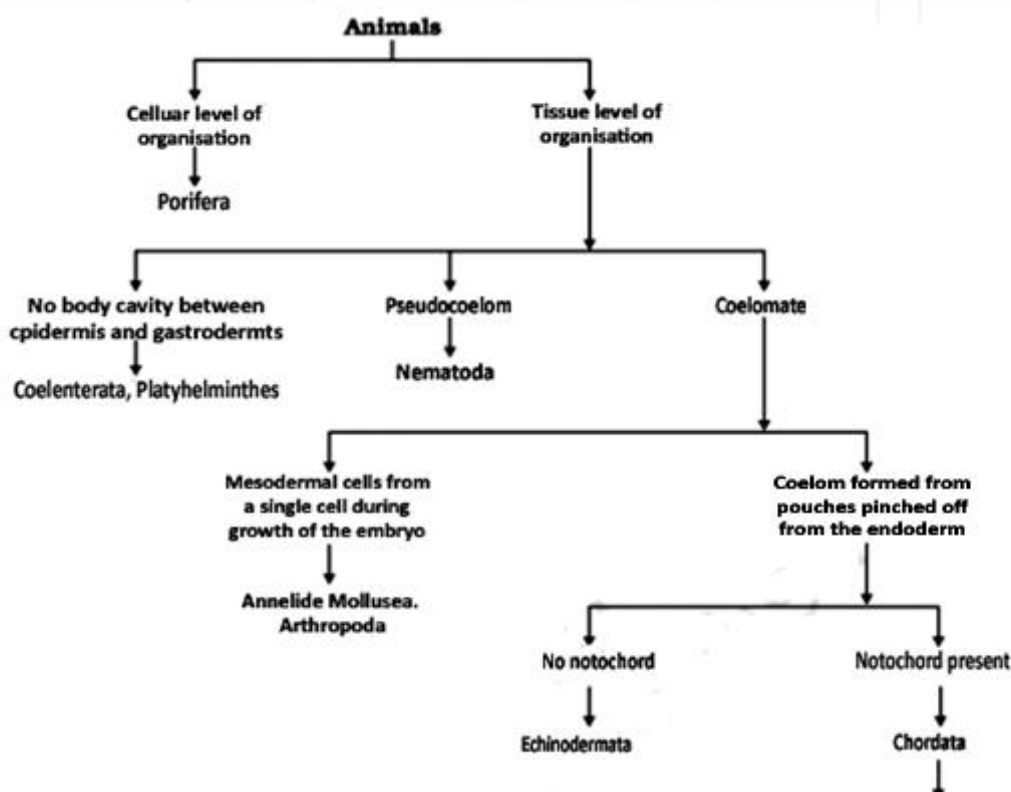 Animals
Celluar level of
organisation
Tissue level of
organisation
Porifera
No body cavity between
cpidermis and gastrodermts
Coelenterata, Platyhelminthes
Pseudocoelom
Nematoda
Coelomate
Mesodermal cells from
a single cell during
growth of the embryo
Annelide Mollusea.
Arthropoda
Coelom formed from
pouches pinched off
from the endoderm
No notochord
Echinodermata
Notochord present
Chordata